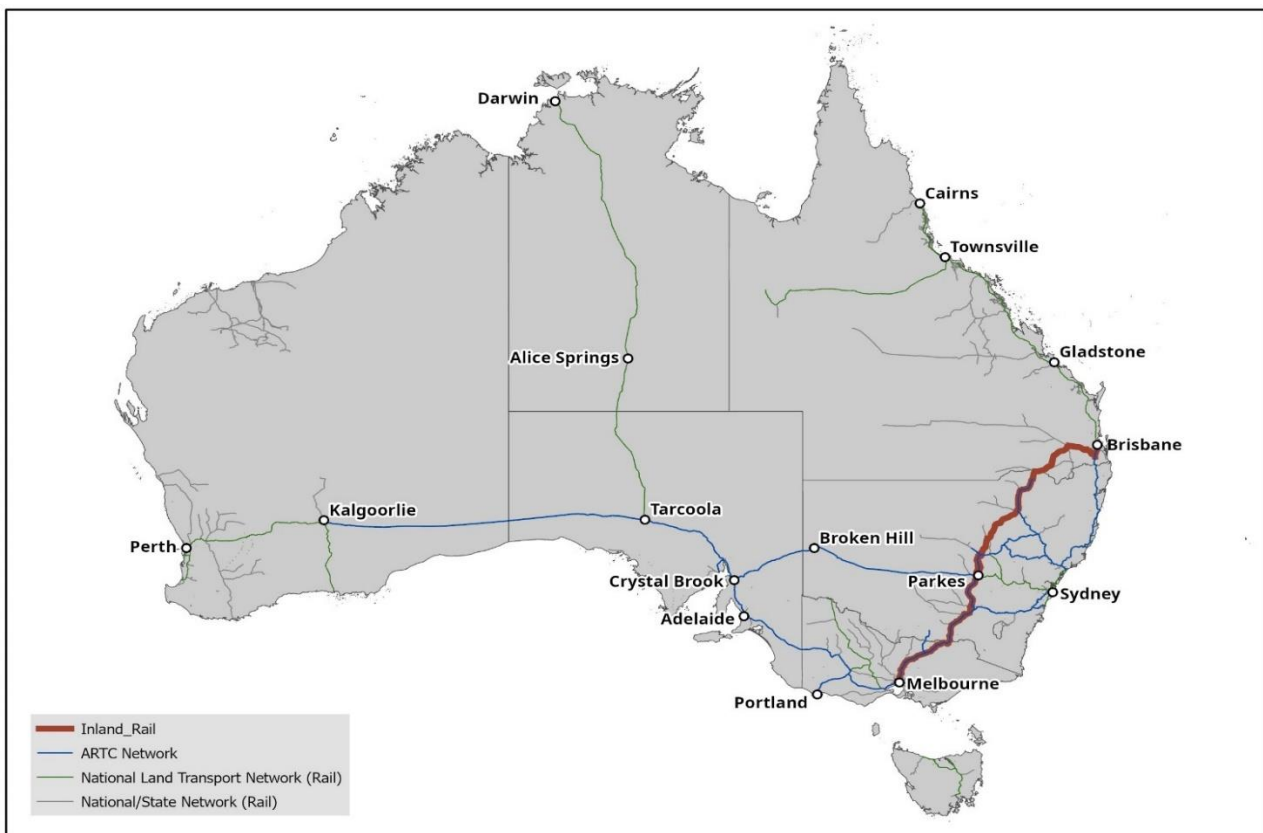 Darwin
Cairns
Townsville
Alice Springs
Gladstone
Brisbane
Kalgoorlie
Tarcoola
Perth
Broken Hill
Crystal Brook
Parkes
Sydney
Adelaide
Melbourne
Portland
Inland_Rail
ARTC Network
National Land Transport Network (Rail)
National/State Network (Rail)